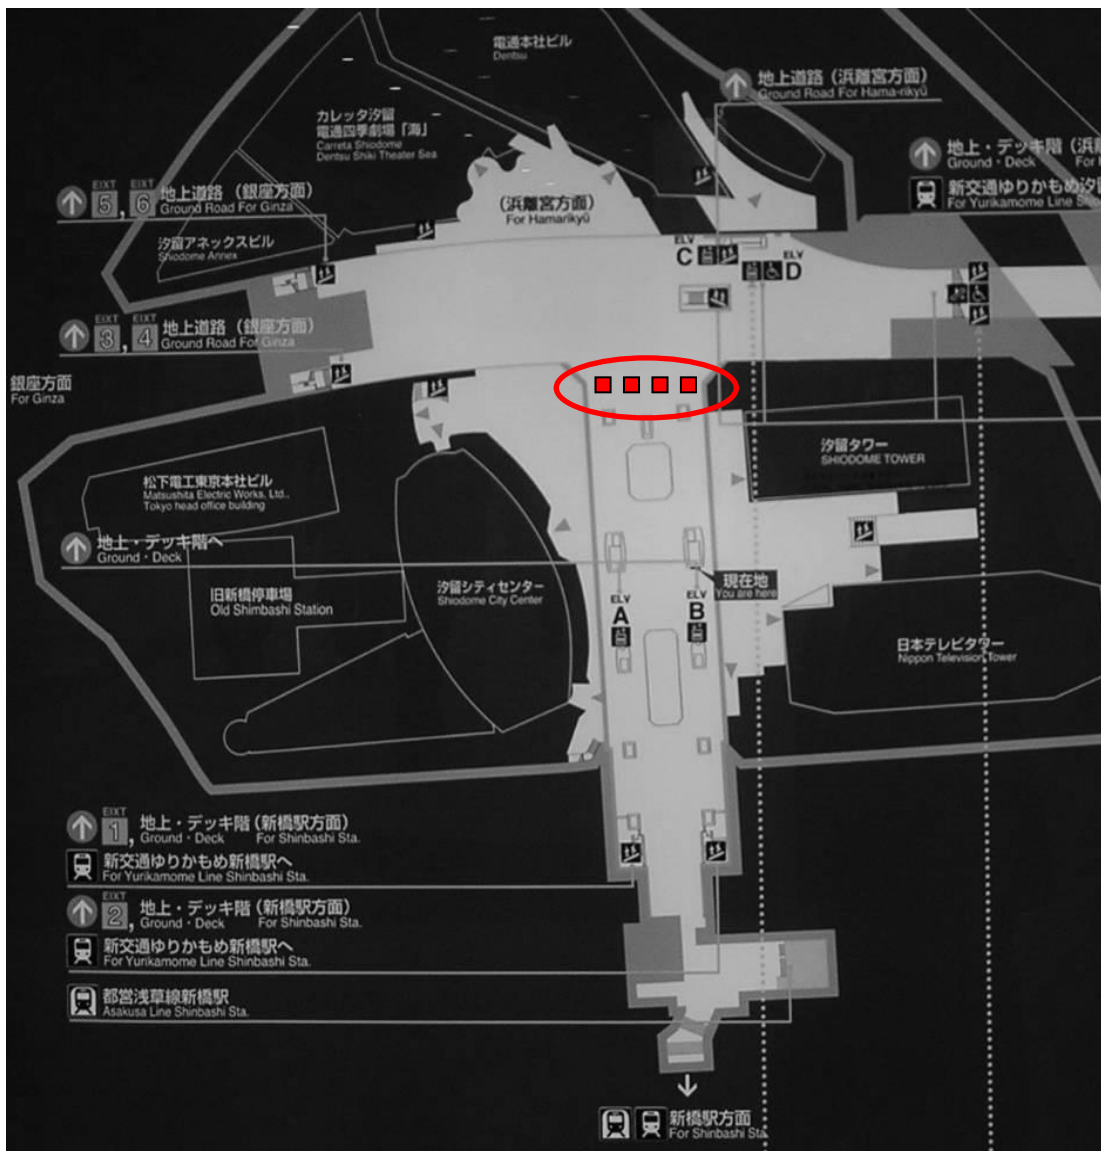 電通本社ビル
Dentsu
地上道路（浜離宮方面）
Ground Road For Hama-rikyū
カレッタ汐留
電通四季劇場「海」
Carreta Shiodome
Dentsu Shiki Theater Sea
地上・デッキ階（浜
Ground・Deck
新交通ゆりかもめ汐
For Yurikamome Line
EIXT
5, 6
地上道路（銀座方面）
Ground Road For Ginza
（浜離宮方面）
For Hamarikyū
汐留アネックスビル
Shiodome Annex
ELV
C
ELV
D
EIXT
3, 4
地上道路（銀座方面）
Ground Road For Ginza
銀座方面
For Ginza
汐留タワー
SHIODOME TOWER
松下電工東京本社ビル
Matsushita Electric Works, Ltd.,
Tokyo head office building
地上・デッキ階へ
Ground・Deck
旧新橋停車場
Old Shimbashi Station
汐留シティセンター
Shiodome City Center
現在地
You are here
ELV
A
ELV
B
日本テレビタワー
Nippon Television Tower
EIXT
1,
地上・デッキ階（新橋駅方面）
Ground・Deck For Shinbashi Sta.
新交通ゆりかもめ新橋駅へ
For Yurikamome Line Shinbashi Sta.
EIXT
2,
地上・デッキ階（新橋駅方面）
Ground・Deck For Shinbashi Sta.
新交通ゆりかもめ新橋駅へ
For Yurikamome Line Shinbashi Sta.
都営浅草線新橋駅
Asakusa Line Shinbashi Sta.
新橋駅方面
For Shinbashi Sta.